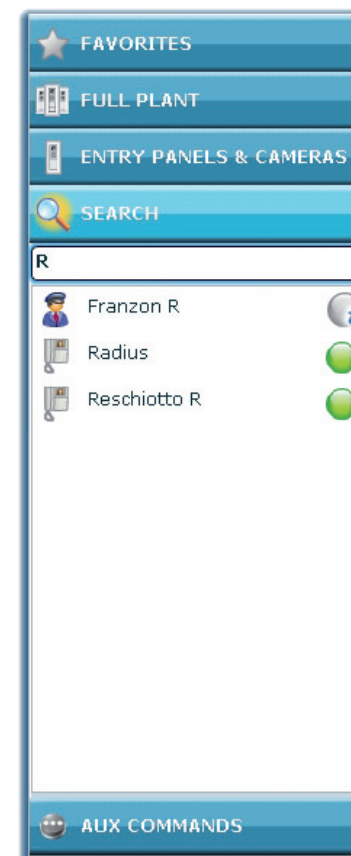 FAVORITES
FULL PLANT
ENTRY PANELS & CAMERAS
SEARCH
R
Franzon R
Radius
Reschiotto R
AUX COMMANDS